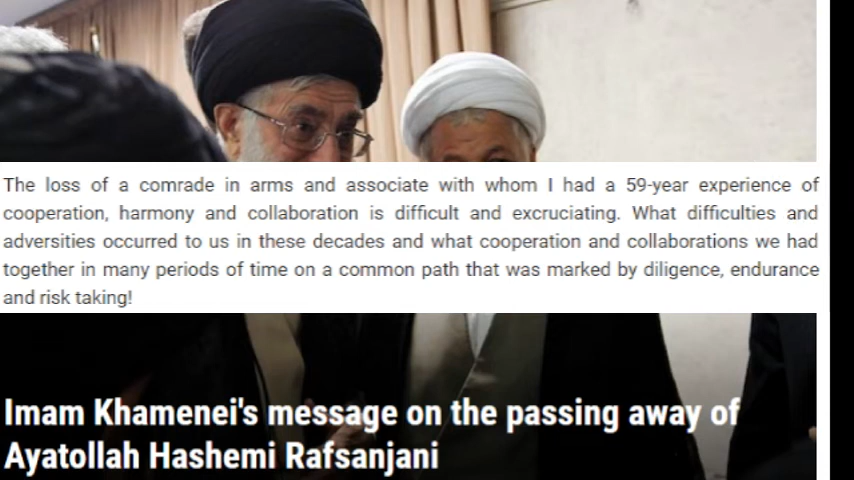 The loss of a comrade in arms and associate with whom I had a 59-year experience of
cooperation, harmony and collaboration is difficult and excruciating. What difficulties and
adversities occurred to us in these decades and what cooperation and collaborations we had
together in many periods of time on a common path that was marked by diligence, endurance
and risk taking!
Imam Khamenei's message on the passing away of
Ayatollah Hashemi Rafsanjani